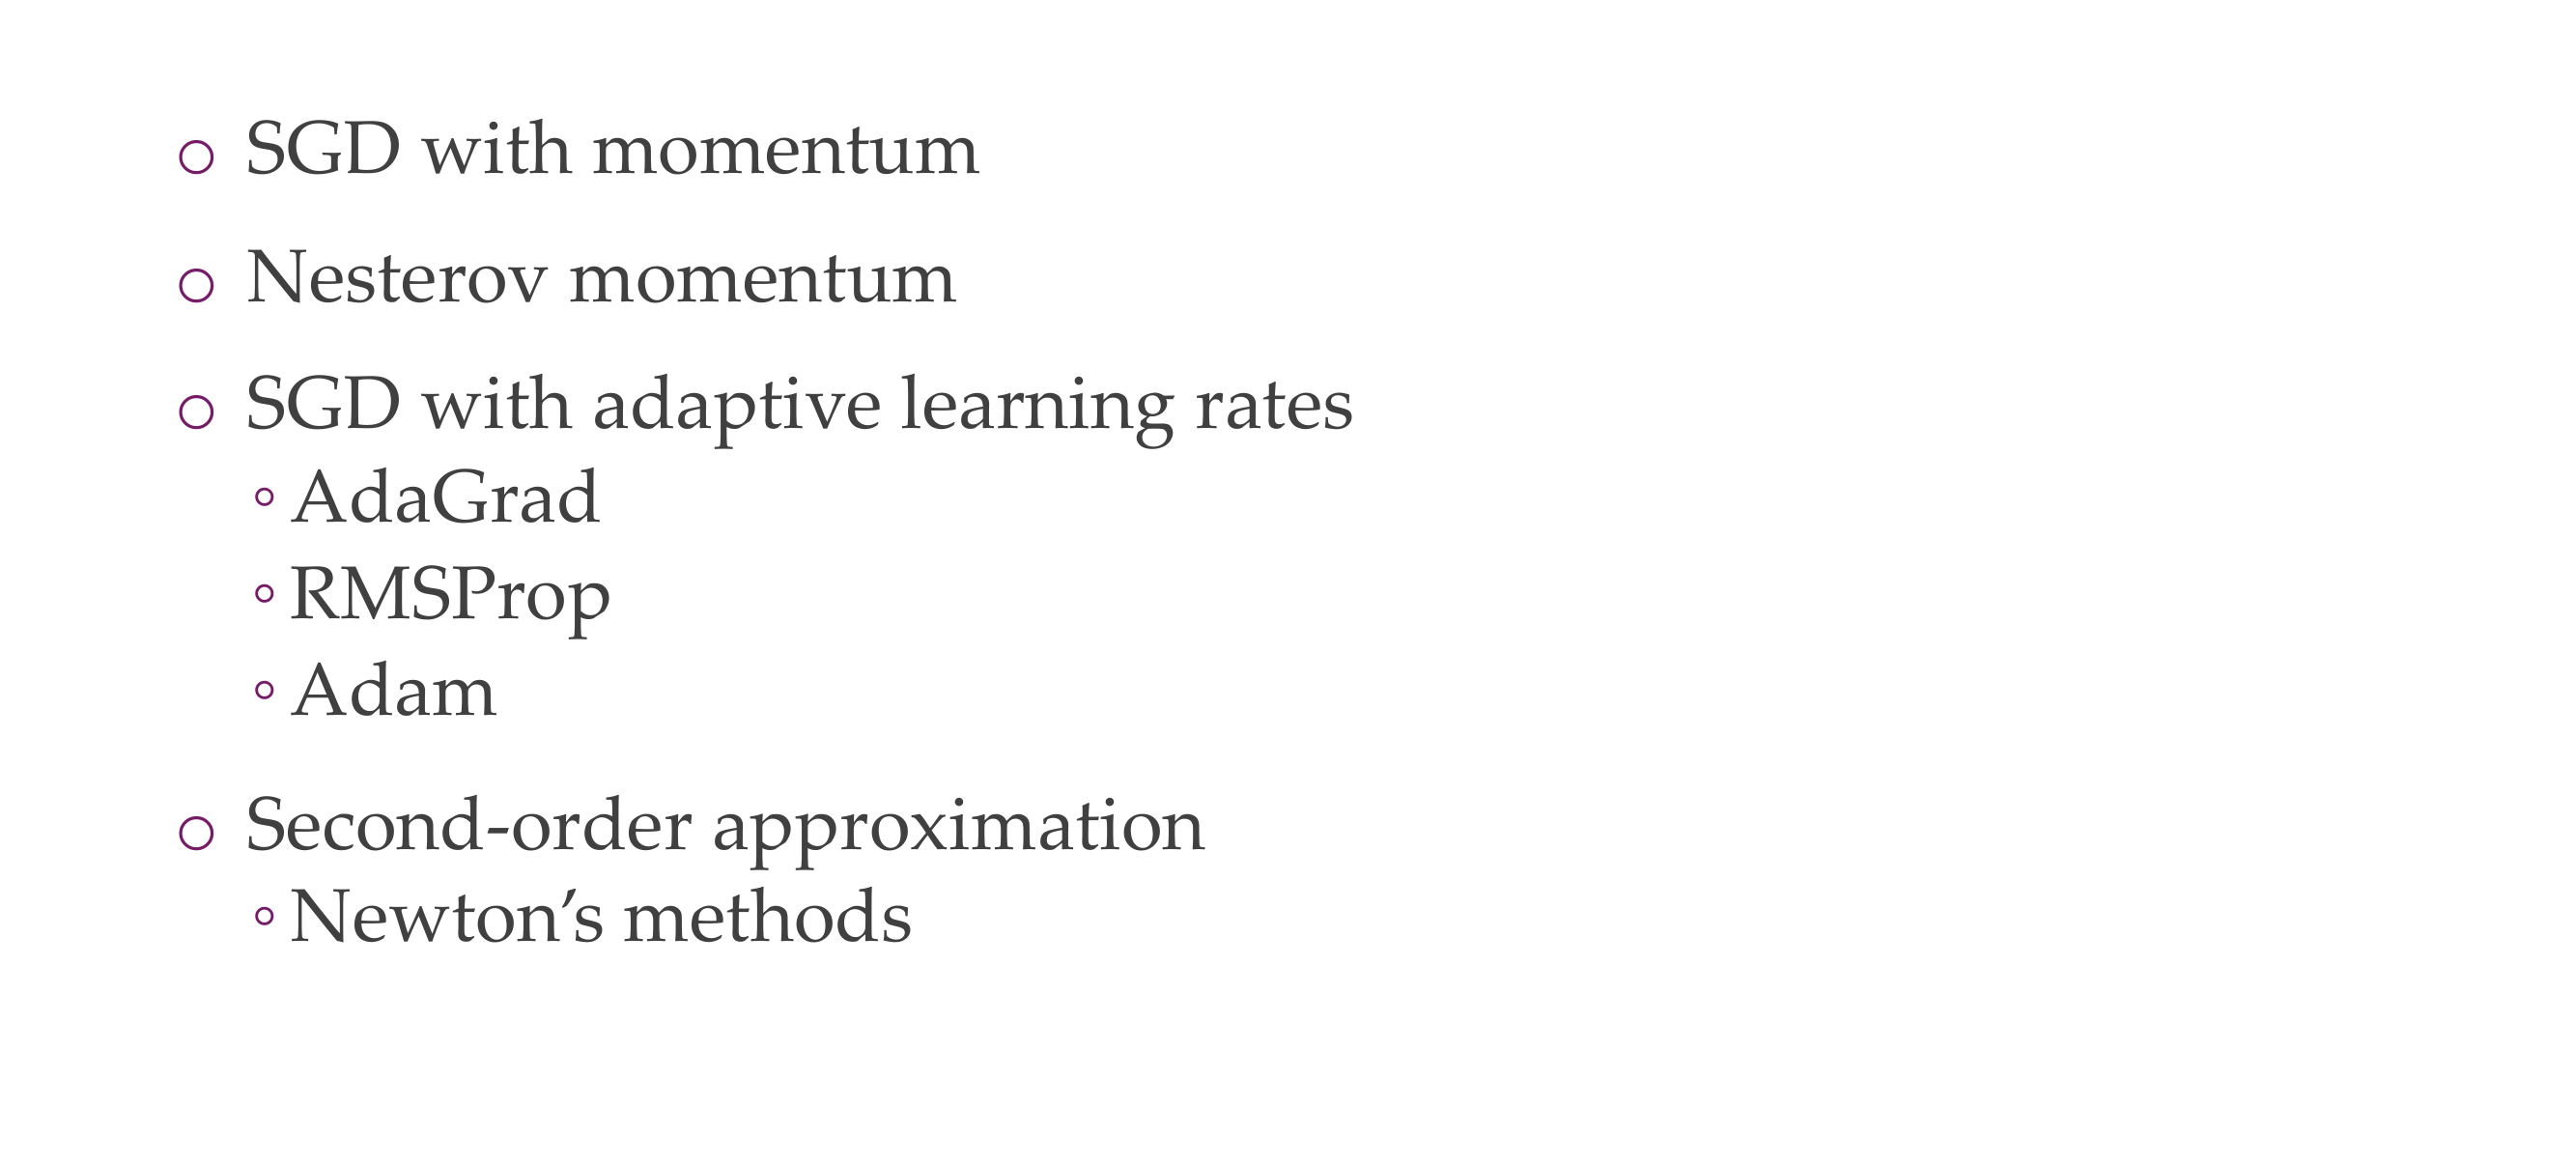 SGD with momentum
Nesterov momentum
SGD with adaptive learning rates
AdaGrad
RMSProp
Adam
Second-order approximation
Newton’s methods